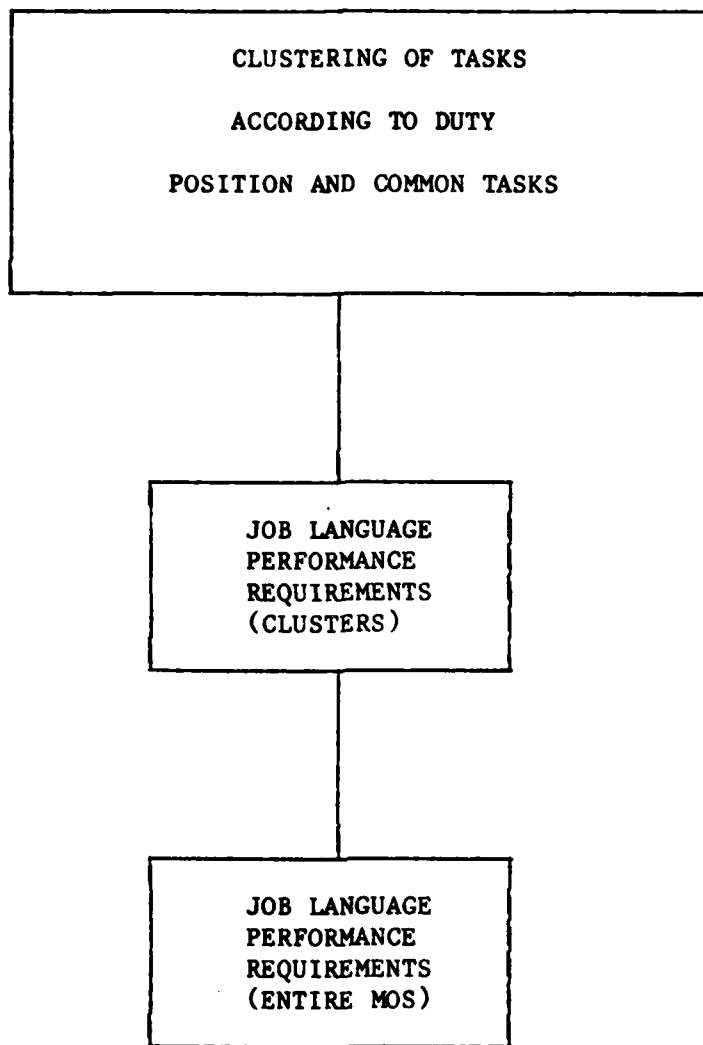 CLUSTERING OF TASKS
ACCORDING TO DUTY
POSITION AND COMMON TASKS
JOB LANGUAGE
PERFORMANCE
REQUIREMENTS
(CLUSTERS)
JOB LANGUAGE
PERFORMANCE
REQUIREMENTS
(ENTIRE MOS)